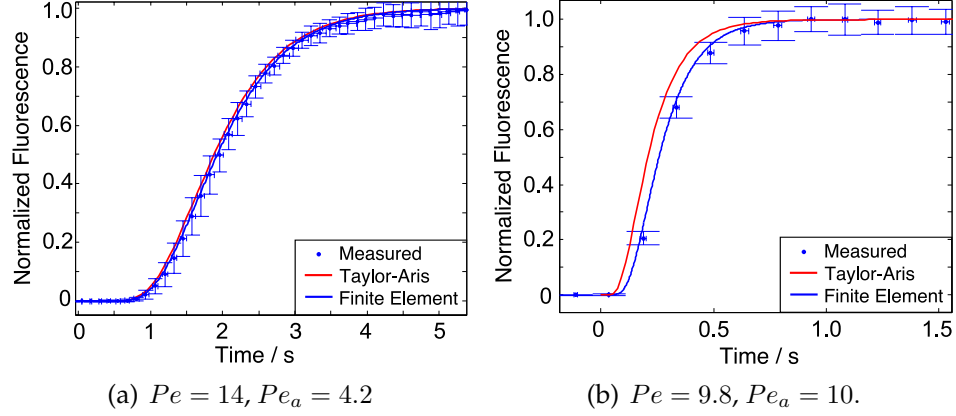 Normalized Fluorescence
1.0
0.8
0.6
0.4
0.2
0
0 1 2 3 4 5
Time / s
Measured
Taylor-Aris
Finite Element
(a) Pe = 14, Pe_a = 4.2
Normalized Fluorescence
1.0
0.8
0.6
0.4
0.2
0
0 0.5 1.0 1.5
Time / s
Measured
Taylor-Aris
Finite Element
(b) Pe = 9.8, Pe_a = 10.